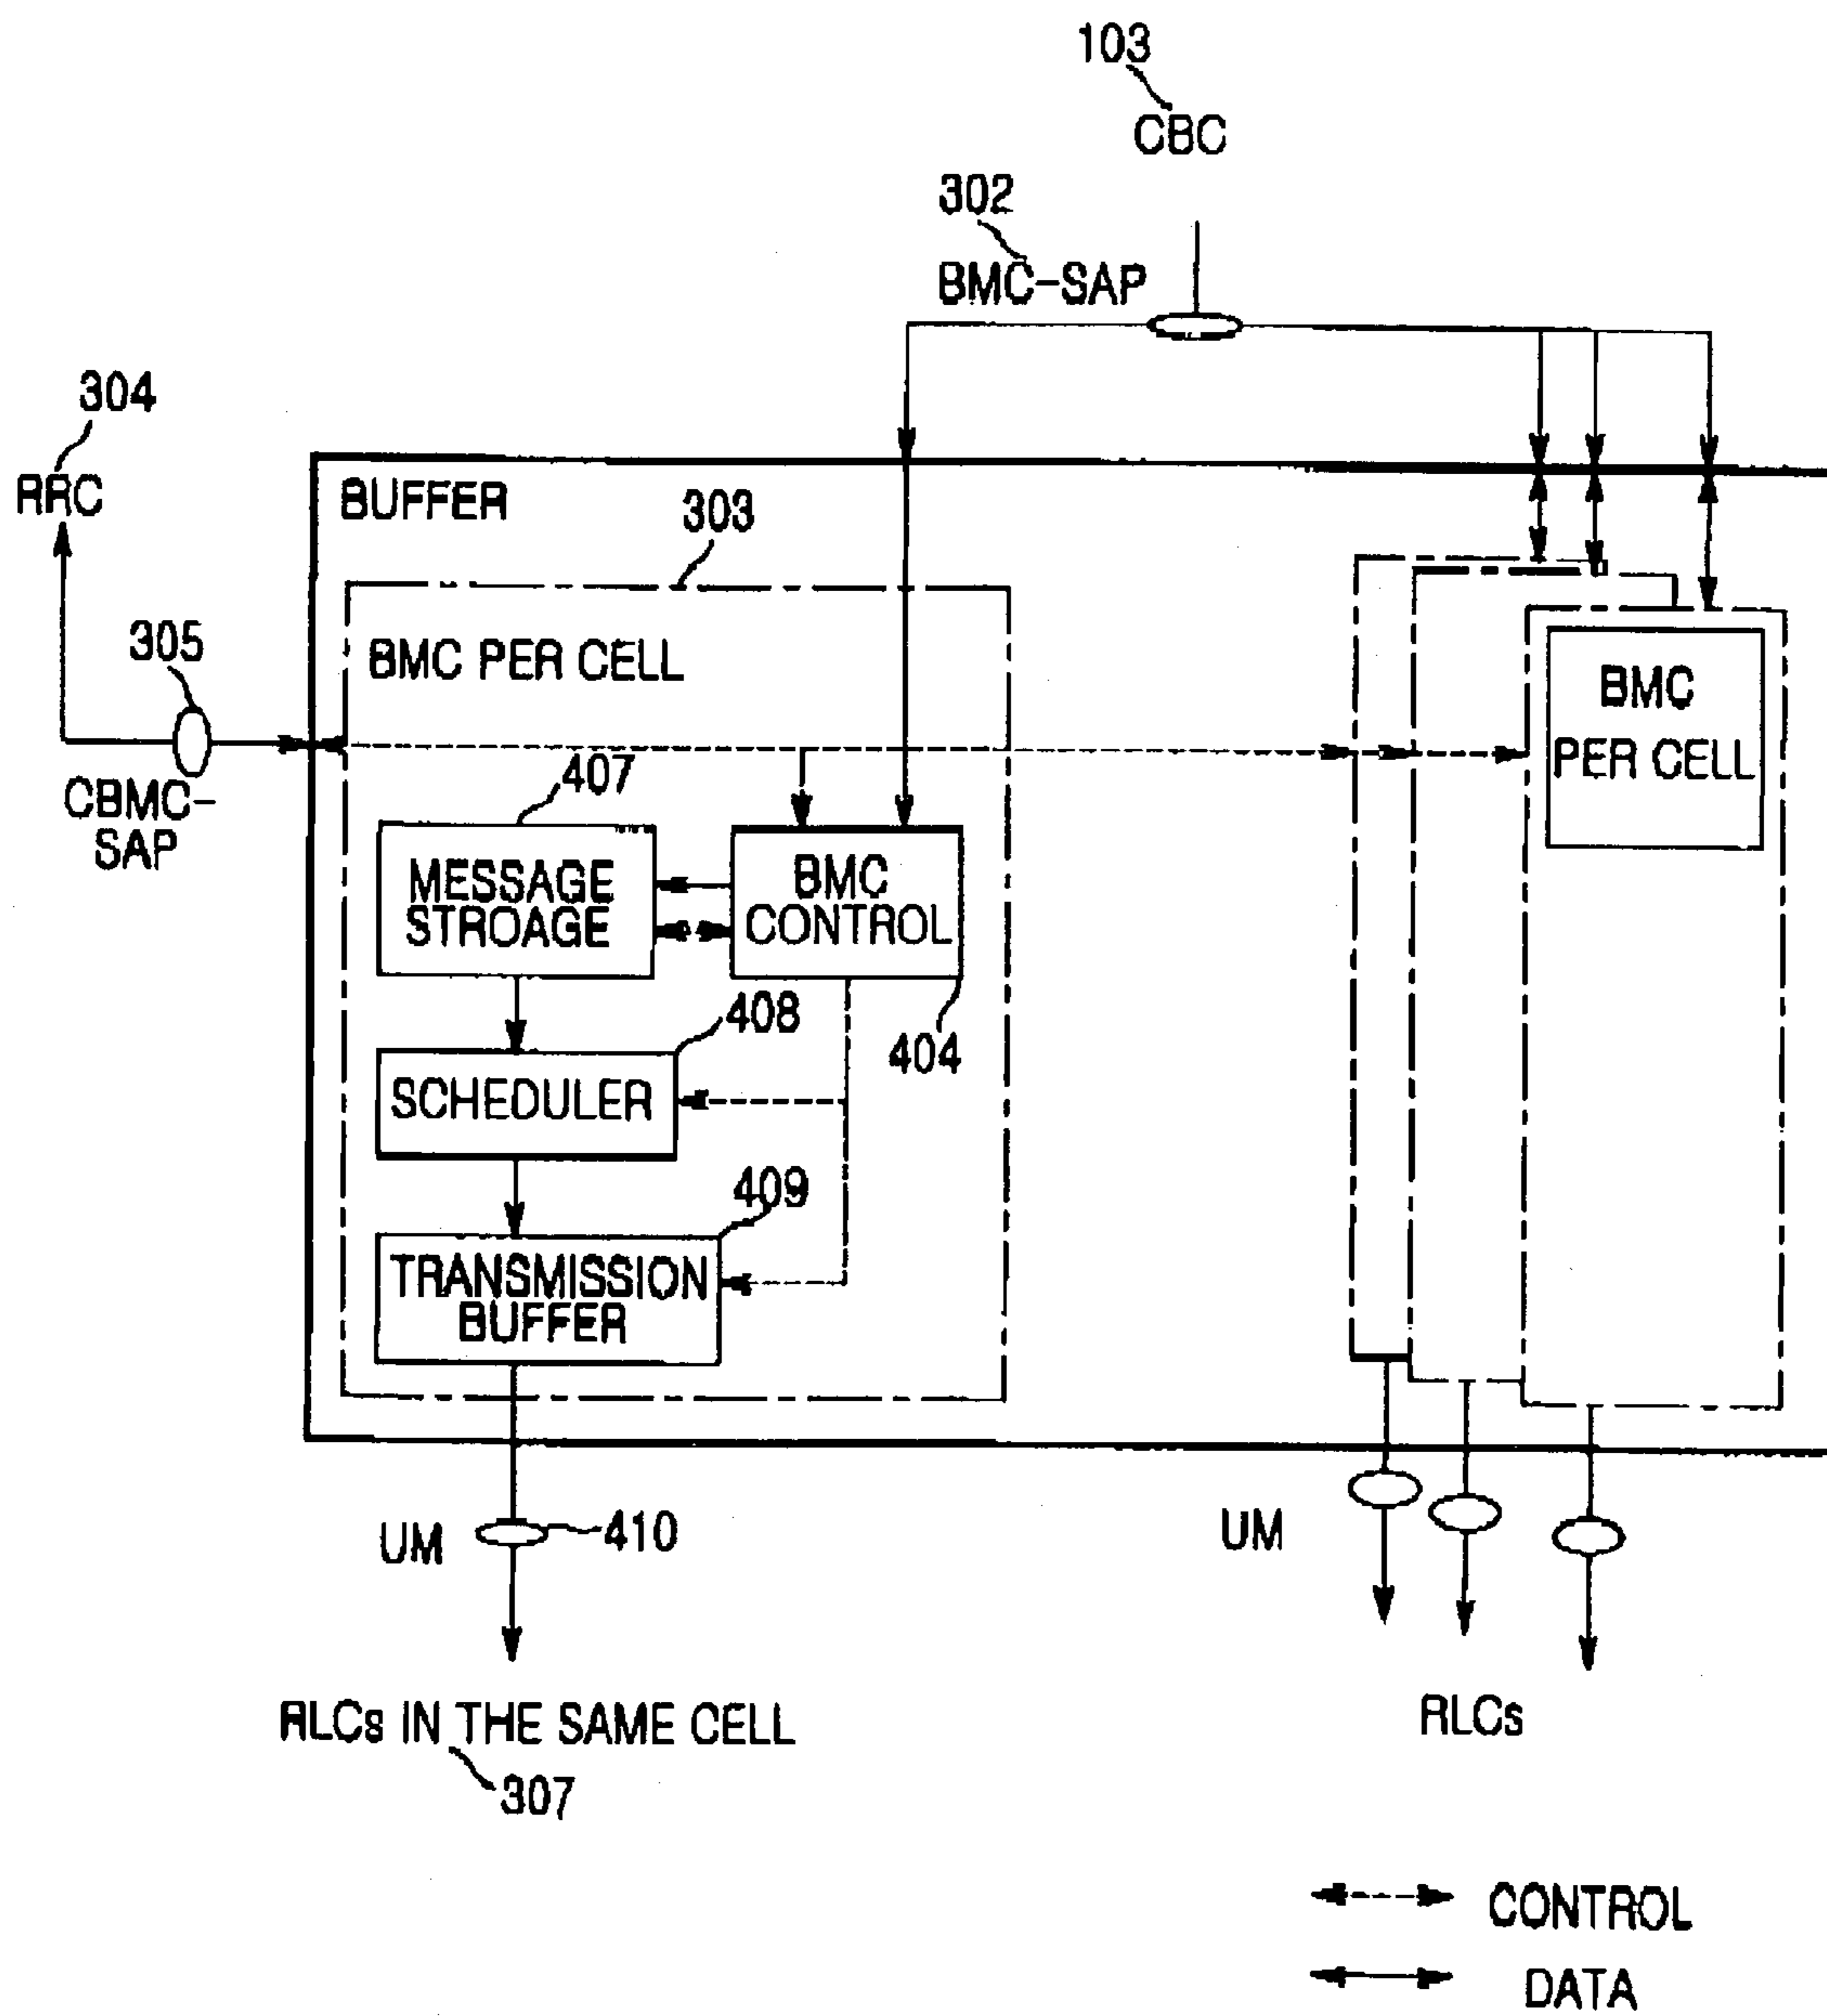 103
CBC
302
BMC-SAP
304
RRC
BUFFER
303
305
BMC PER CELL
BMC
PER CELL
CBMC-
SAP
407
MESSAGE
STROAGE
BMC
CONTROL
408
404
SCHEDULER
409
TRANSMISSION
BUFFER
UM
410
UM
RLCs IN THE SAME CELL
307
RLCs
CONTROL
DATA